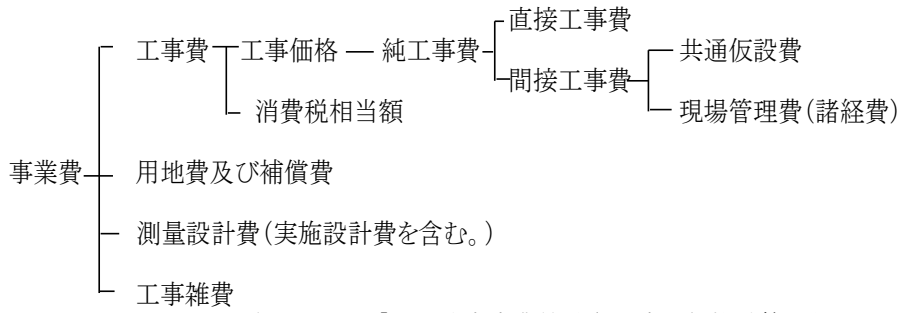 直接工事費
工事費 工事価格 純工事費 共通仮設費
間接工事費
消費税相当額 現場管理費(諸経費)
事業費 用地費及び補償費
測量設計費(実施設計費を含む。)
工事雑費